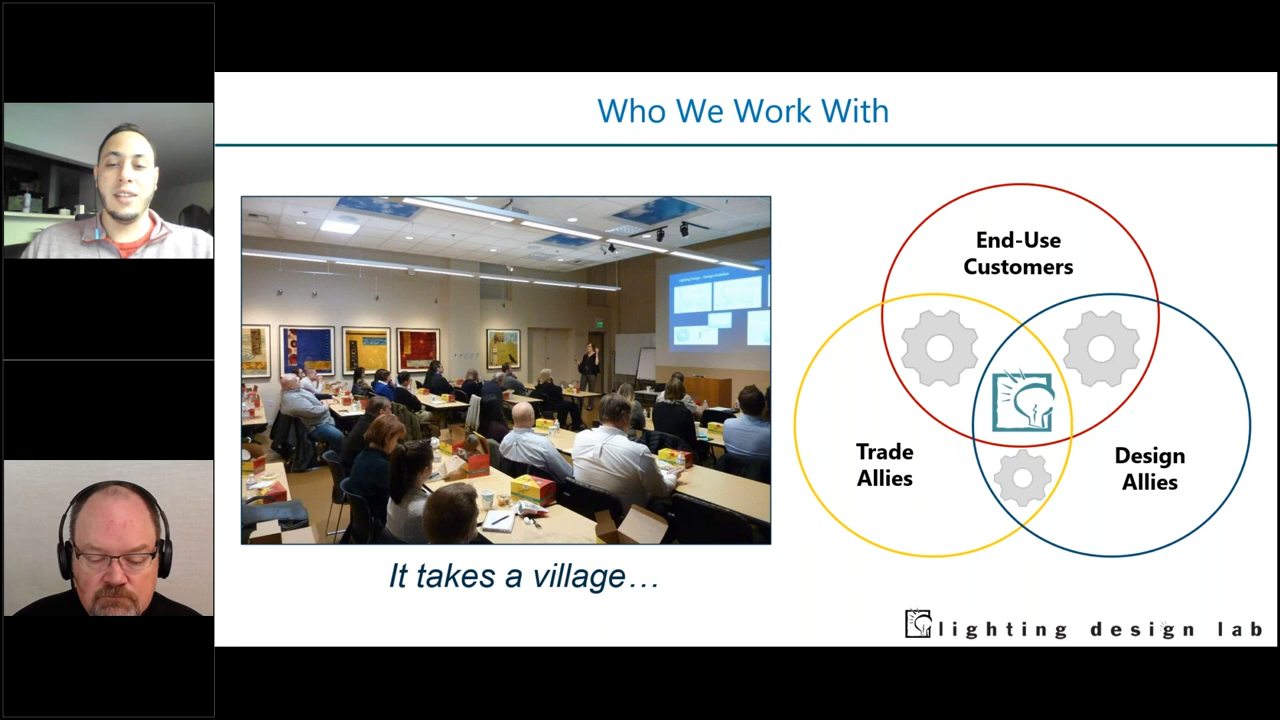 Who We Work With
End-Use
Customers
Trade
Allies
Design
Allies
It takes a village…
lighting design lab